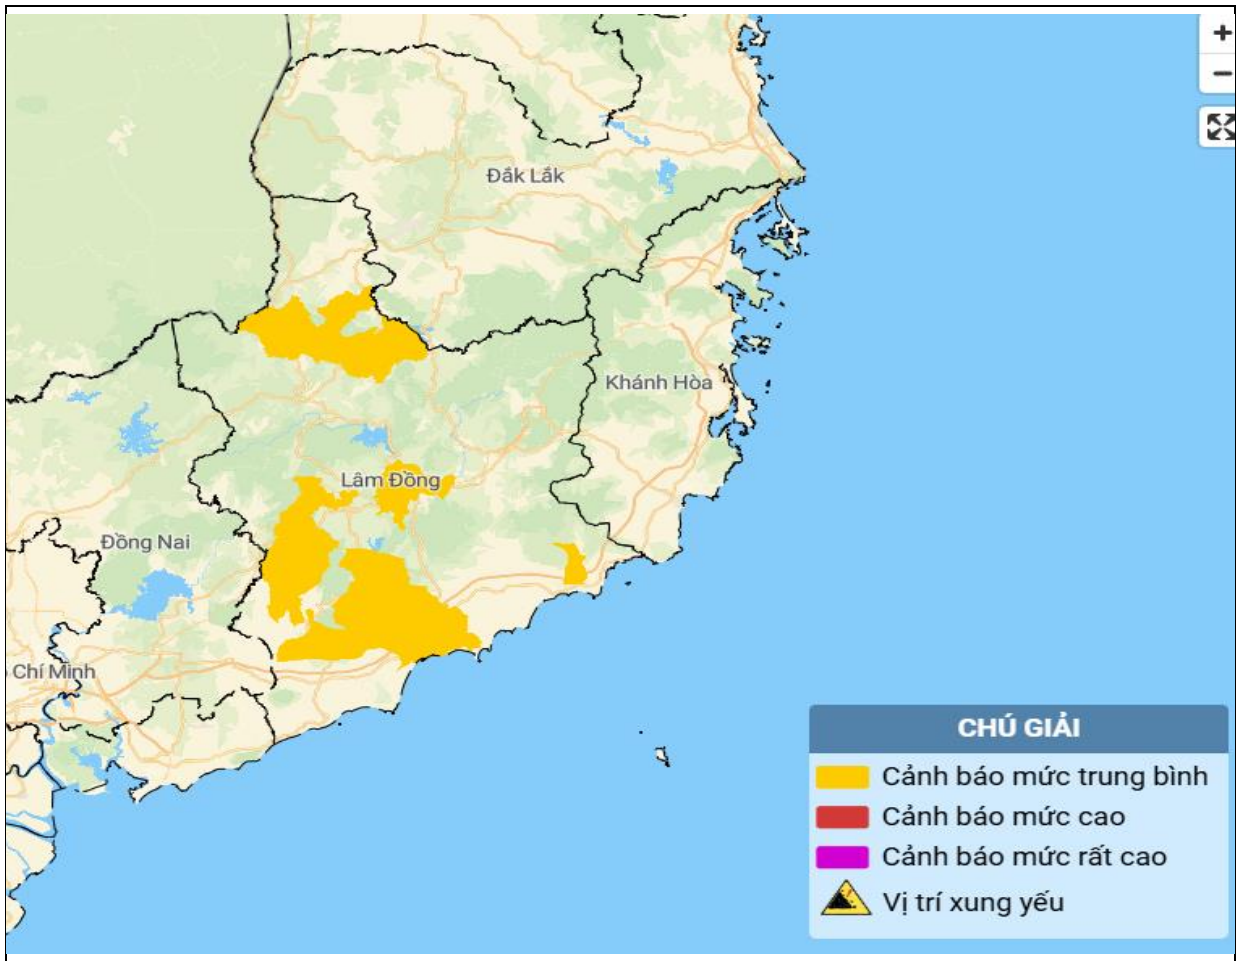 +
−
Đắk Lắk
Khánh Hòa
Lâm Đồng
Đồng Nai
Chí Minh
CHÚ GIẢI
Cảnh báo mức trung bình
Cảnh báo mức cao
Cảnh báo mức rất cao
Vị trí xung yếu